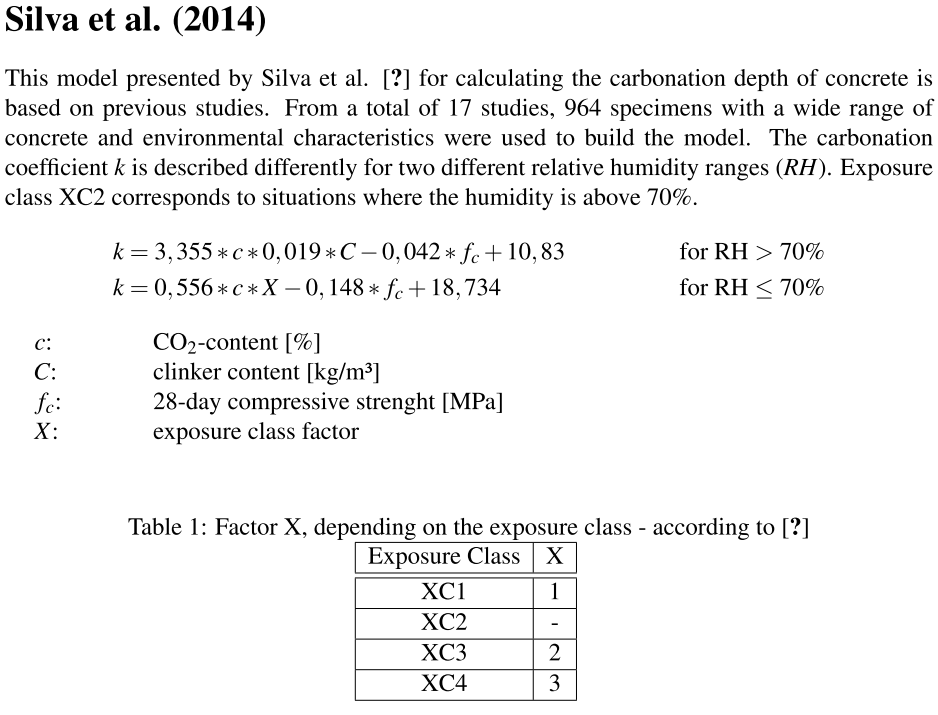 Silva et al. (2014)
This model presented by Silva et al. [?] for calculating the carbonation depth of concrete is
based on previous studies. From a total of 17 studies, 964 specimens with a wide range of
concrete and environmental characteristics were used to build the model. The carbonation
coefficient k is described differently for two different relative humidity ranges (RH). Exposure
class XC2 corresponds to situations where the humidity is above 70%.
k = 3,355 ∗ c ∗ 0,019 ∗ C − 0,042 ∗ f_c + 10,83 for RH > 70%
k = 0,556 ∗ c ∗ X − 0,148 ∗ f_c + 18,734 for RH ≤ 70%
c: CO₂-content [%]
C: clinker content [kg/m³]
f_c: 28-day compressive strenght [MPa]
X: exposure class factor
Table 1: Factor X, depending on the exposure class - according to [?]
Exposure Class X
XC1 1
XC2 -
XC3 2
XC4 3